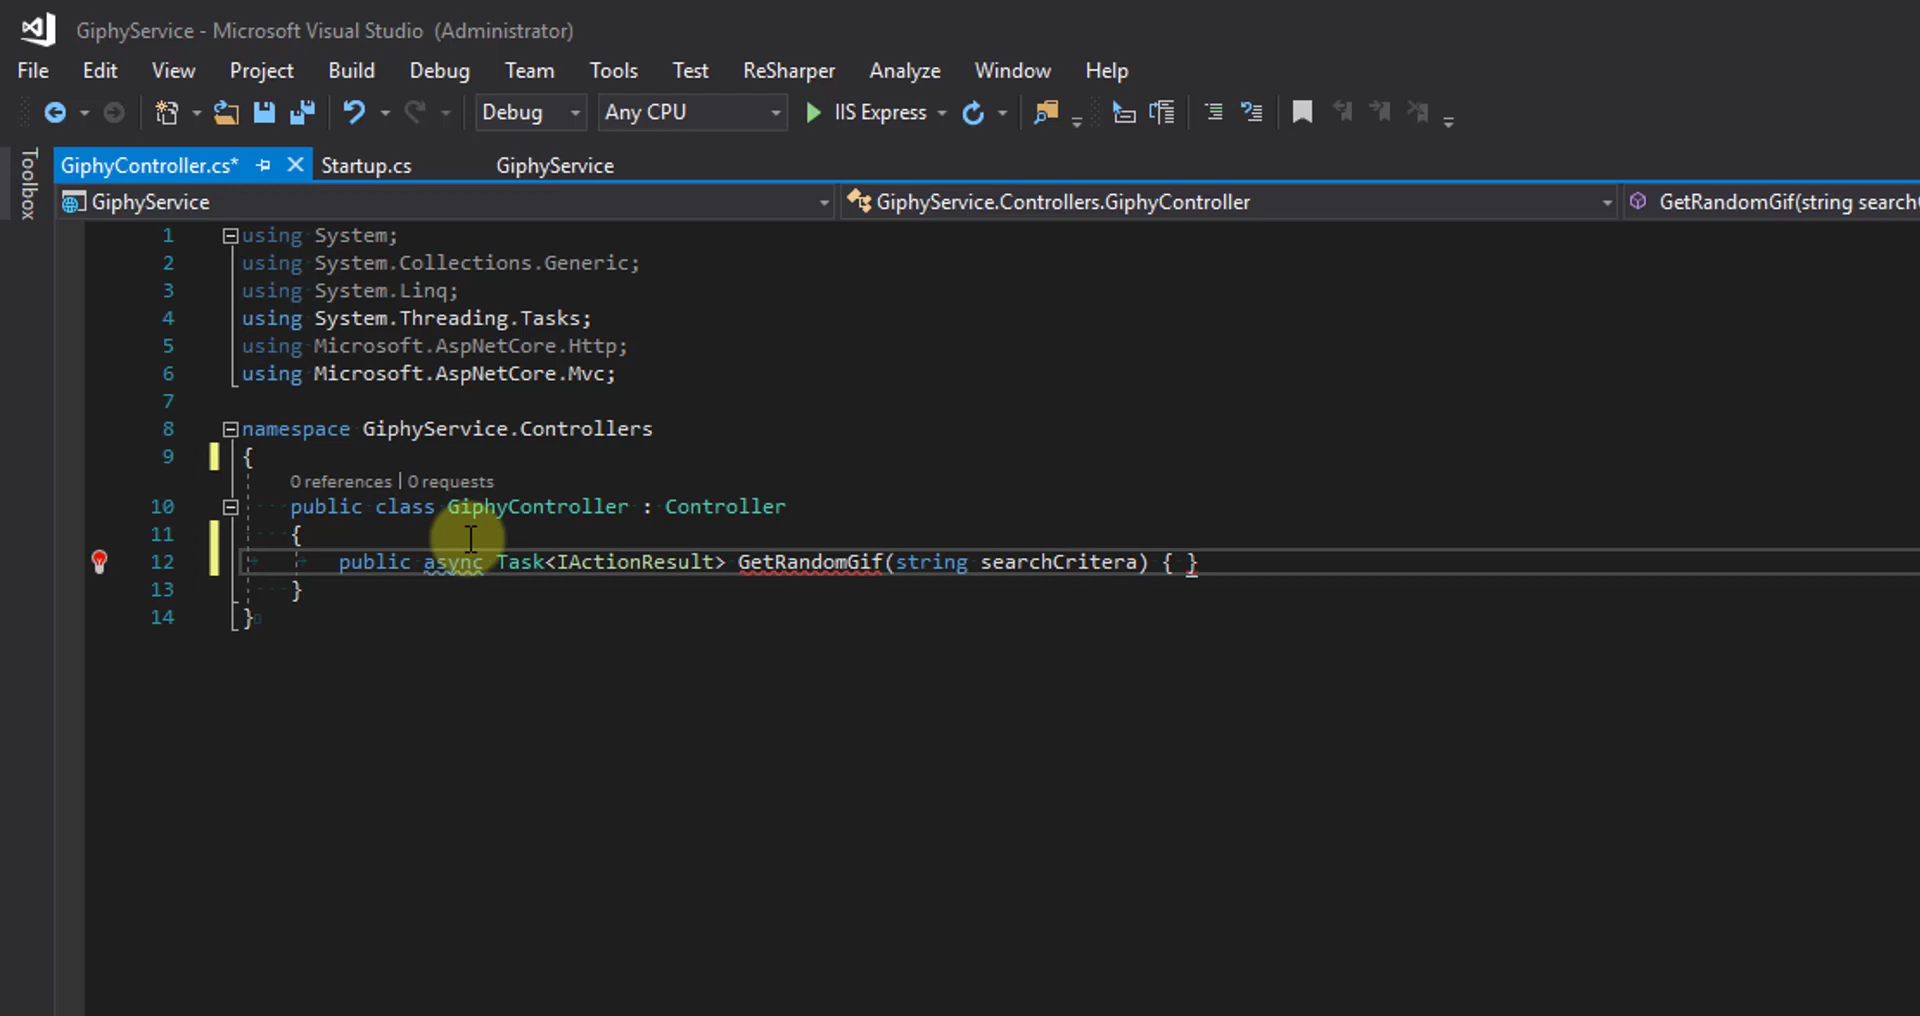 GiphyService - Microsoft Visual Studio (Administrator)
File Edit View Project Build Debug Team Tools Test ReSharper Analyze Window Help
Debug Any CPU IIS Express
Toolbox
GiphyController.cs* Startup.cs GiphyService
GiphyService GiphyService.Controllers.GiphyController GetRandomGif(string search
1 using System;
2 using System.Collections.Generic;
3 using System.Linq;
4 using System.Threading.Tasks;
5 using Microsoft.AspNetCore.Http;
6 using Microsoft.AspNetCore.Mvc;
7
8 namespace GiphyService.Controllers
9 {
0 references | 0 requests
10 public class GiphyController : Controller
11 {
12 public async Task<IActionResult> GetRandomGif(string searchCritera) { }
13 }
14 }